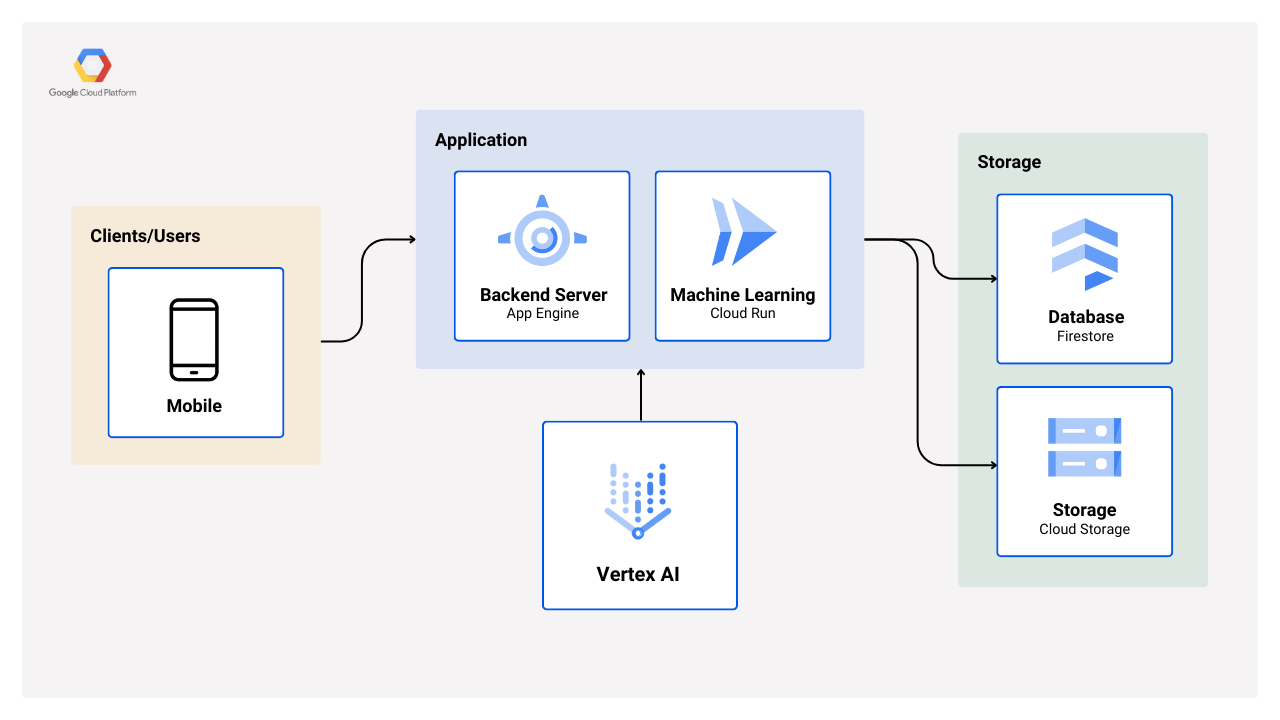 Google Cloud Platform
Clients/Users
Mobile
Application
Backend Server
App Engine
Machine Learning
Cloud Run
Vertex AI
Storage
Database
Firestore
Storage
Cloud Storage